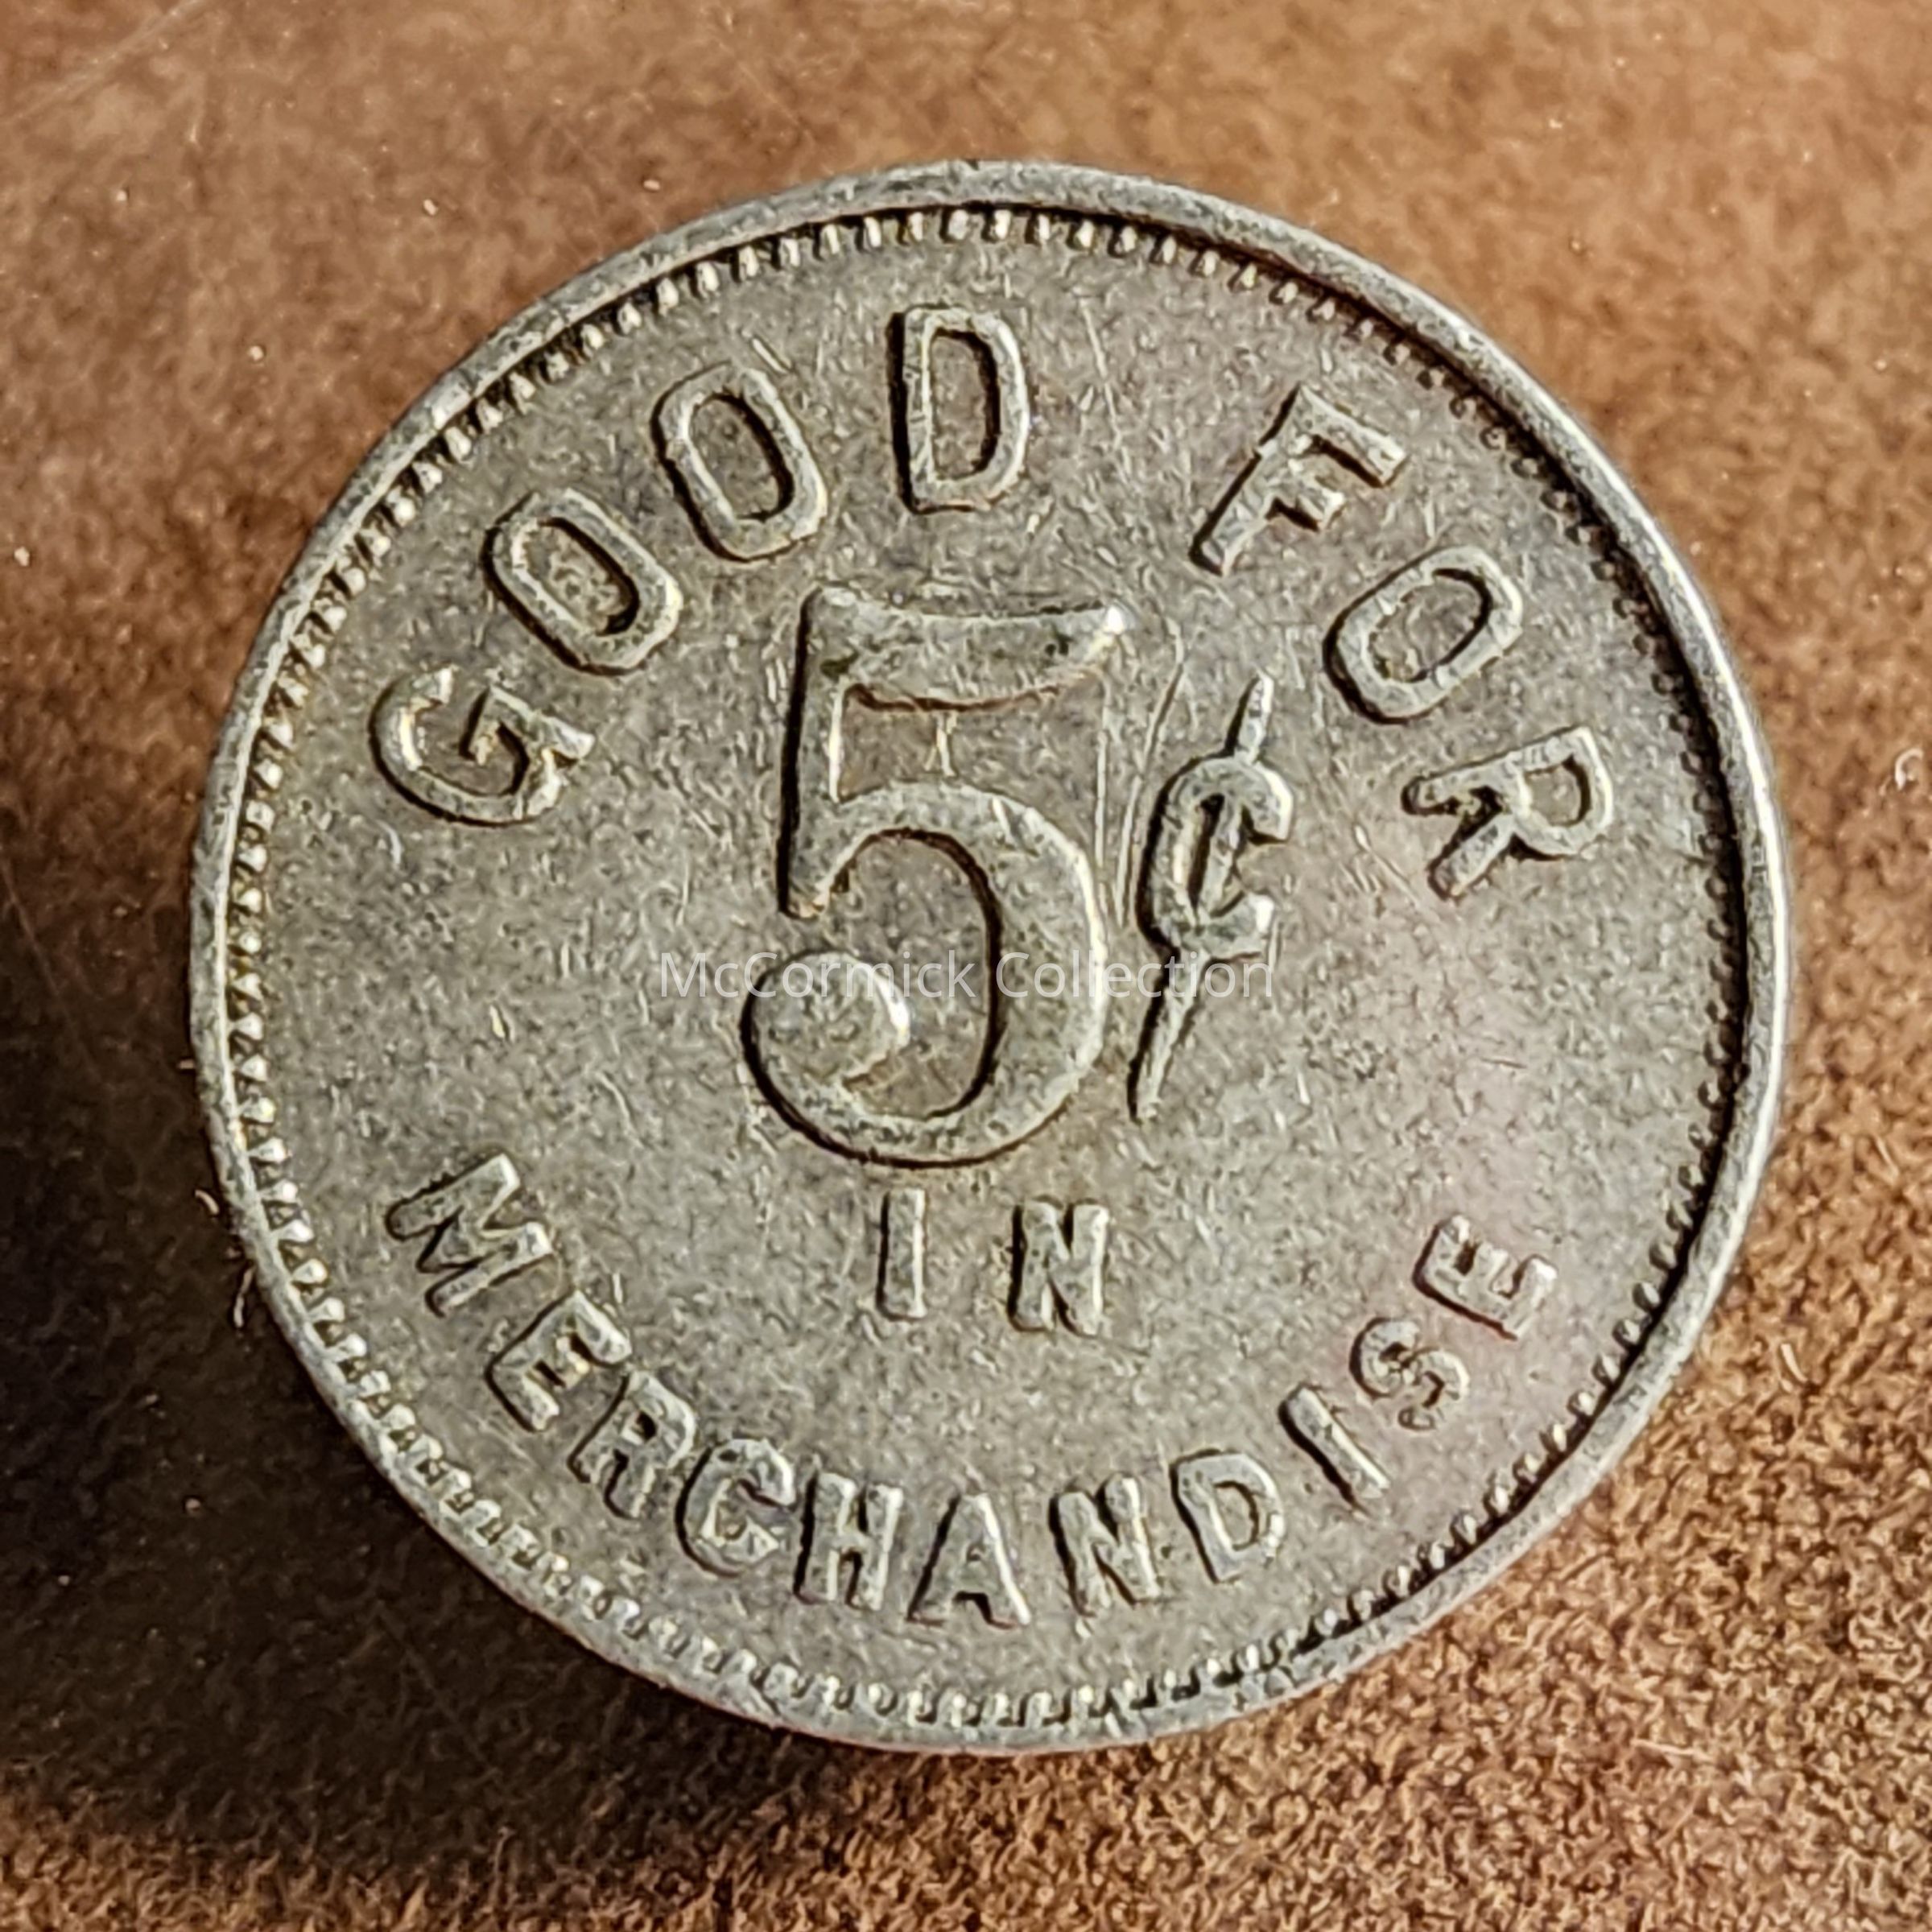 GOOD FOR
5¢
McCormick Collection
IN
MERCHANDISE